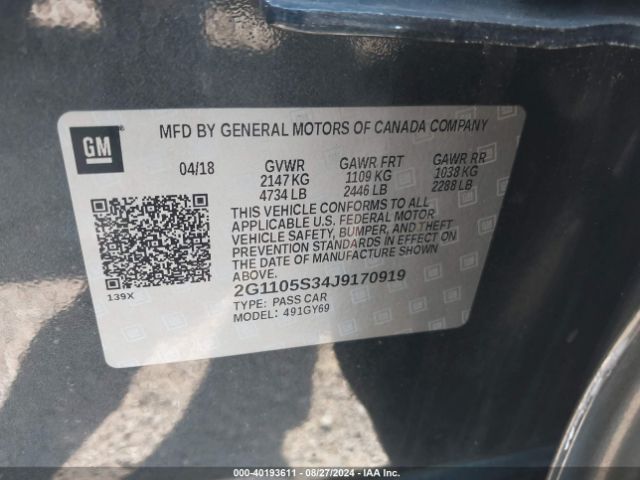 GM
MFD BY GENERAL MOTORS OF CANADA COMPANY
04/18 GVWR GAWR FRT GAWR RR
2147 KG 1109 KG 1038 KG
4734 LB 2446 LB 2288 LB
THIS VEHICLE CONFORMS TO ALL
APPLICABLE U.S. FEDERAL MOTOR
VEHICLE SAFETY, BUMPER, AND THEFT
PREVENTION STANDARDS IN EFFECT ON
THE DATE OF MANUFACTURE SHOWN
ABOVE.
2G1105S34J9170919
139X
TYPE: PASS CAR
MODEL: 491GY69
000-40193611 - 08/27/2024 - IAA Inc.